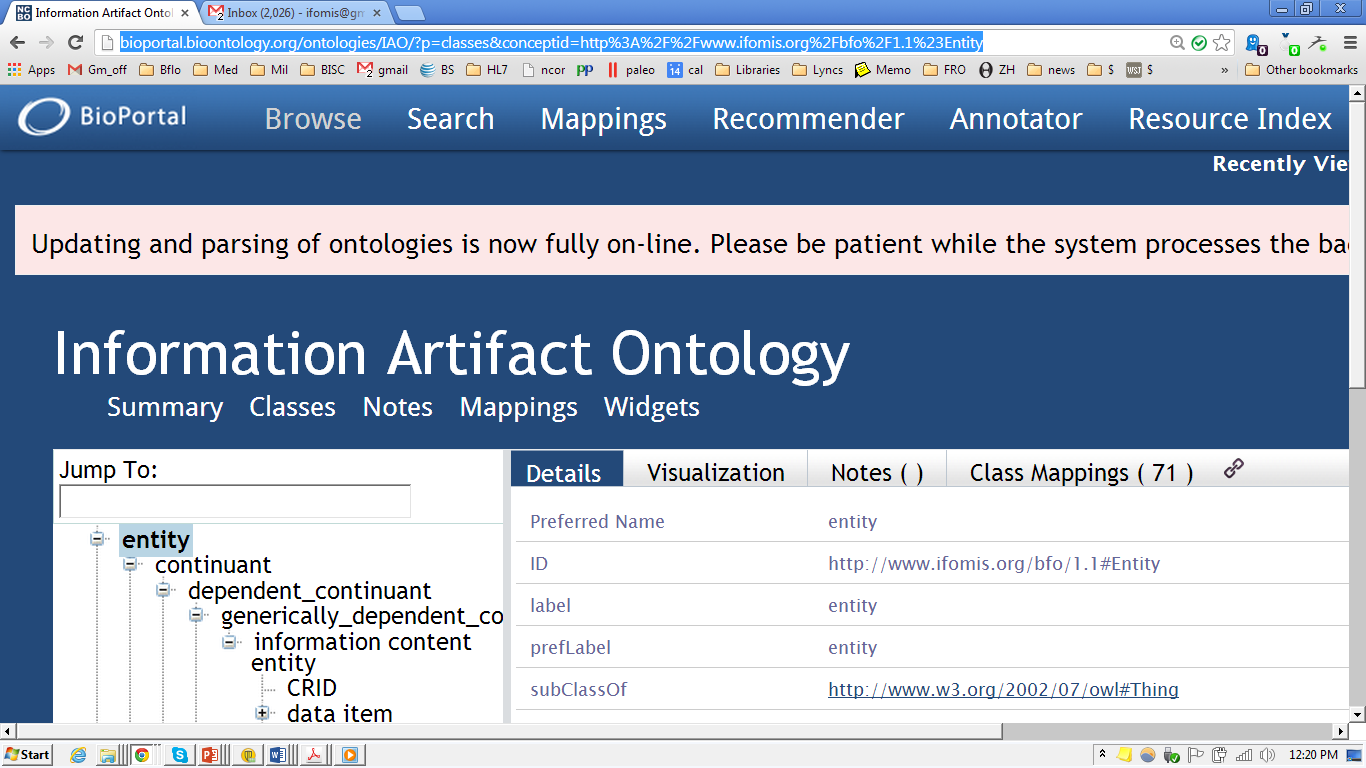 Information Artifact Ontol
Inbox (2,026) - ifomis@gm
bioportal.bioontology.org/ontologies/IAO/?p=classes&conceptid=http%3A%2F%2Fwww.ifomis.org%2Fbfo%2F1.1%23Entity
Apps Gm_off Bflo Med Mil BISC gmail BS HL7 ncor pp paleo 14 cal Libraries Lyncs Memo FRO ZH news $ WSJ $ » Other bookmarks
BioPortal Browse Search Mappings Recommender Annotator Resource Index
Recently Vie
Updating and parsing of ontologies is now fully on-line. Please be patient while the system processes the ba
Information Artifact Ontology
Summary Classes Notes Mappings Widgets
Jump To:
entity
continuant
dependent_continuant
generically_dependent_co
information content
entity
CRID
data item
Details Visualization Notes ( ) Class Mappings ( 71 )
Preferred Name entity
ID http://www.ifomis.org/bfo/1.1#Entity
label entity
prefLabel entity
subClassOf http://www.w3.org/2002/07/owl#Thing
Start 12:20 PM